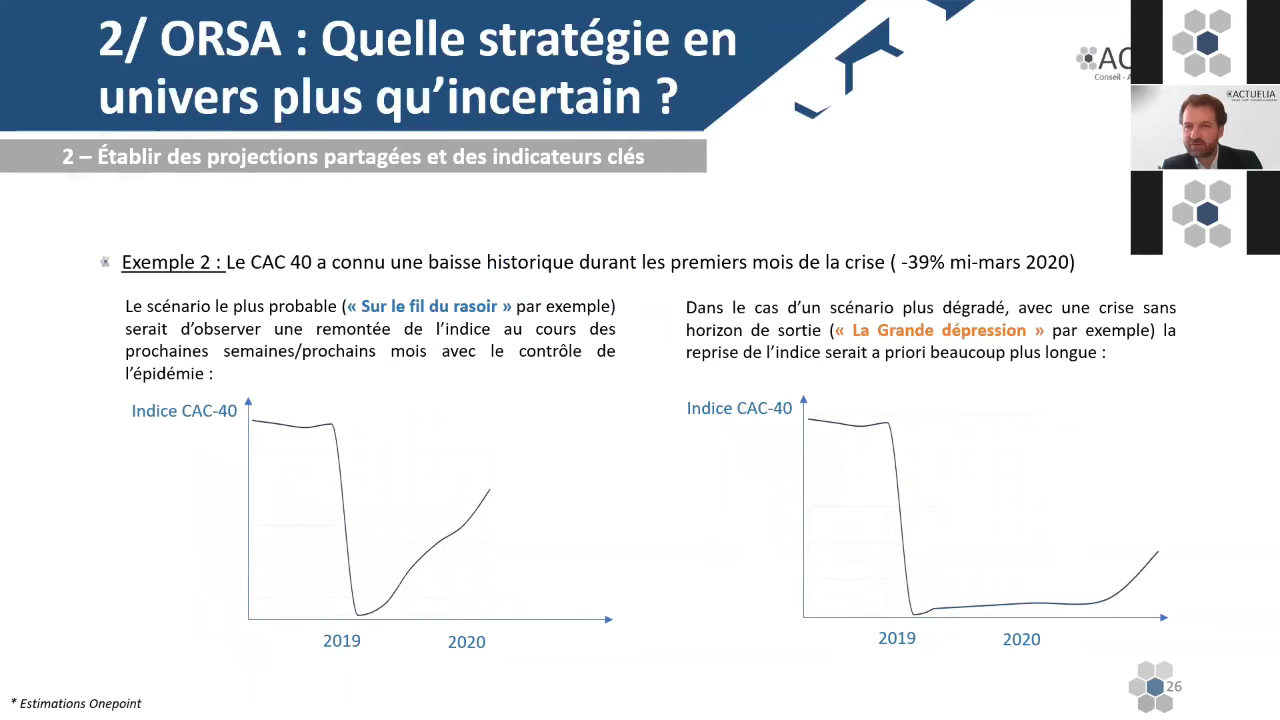 2/ ORSA : Quelle stratégie en
univers plus qu’incertain ?
2 – Établir des projections partagées et des indicateurs clés
ACTUELIA
Exemple 2 : Le CAC 40 a connu une baisse historique durant les premiers mois de la crise ( -39% mi-mars 2020)
Le scénario le plus probable (« Sur le fil du rasoir » par exemple)
serait d’observer une remontée de l’indice au cours des
prochaines semaines/prochains mois avec le contrôle de
l’épidémie :
Indice CAC-40
2019
2020
Dans le cas d’un scénario plus dégradé, avec une crise sans
horizon de sortie (« La Grande dépression » par exemple) la
reprise de l’indice serait a priori beaucoup plus longue :
Indice CAC-40
2019
2020
* Estimations Onepoint
26